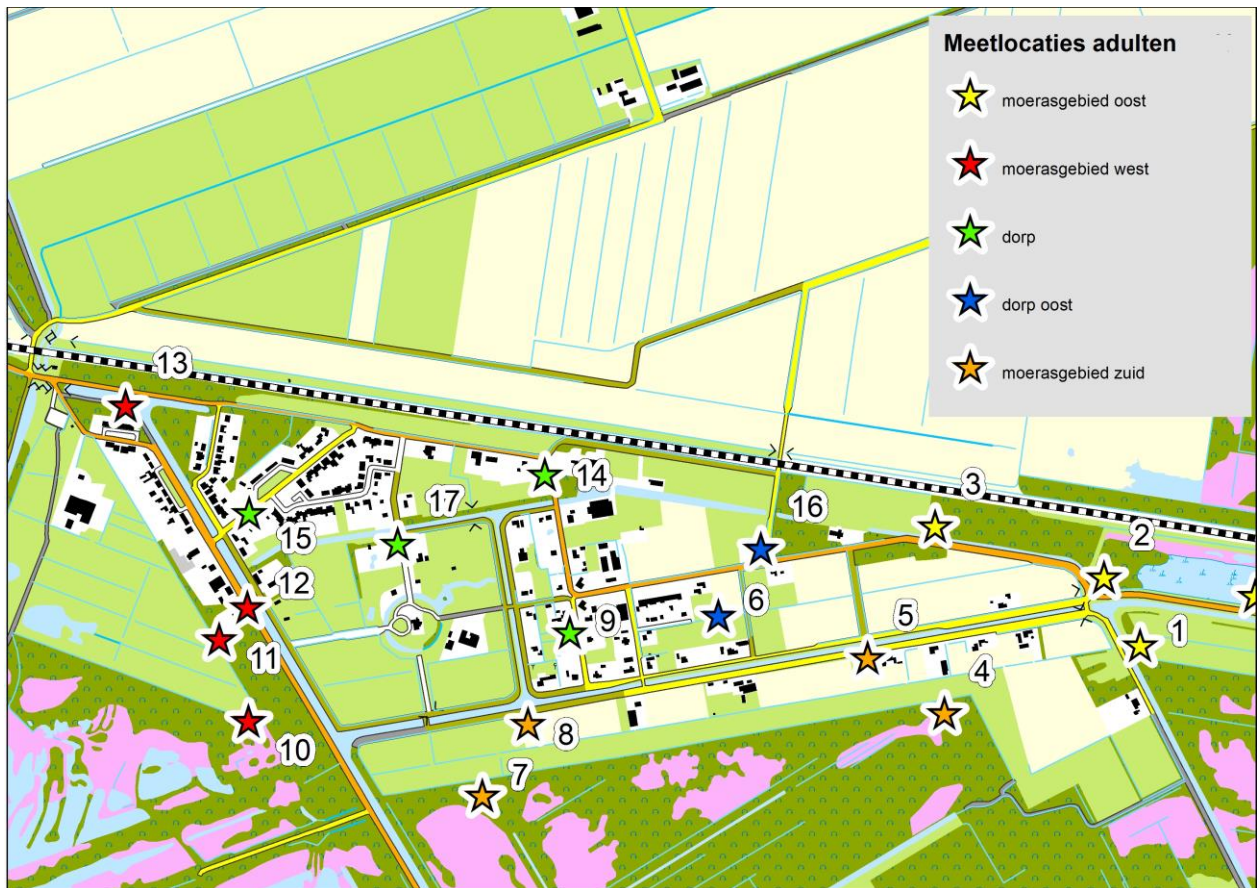 Meetlocaties adulten
moerasgebied oost
moerasgebied west
dorp
dorp oost
moerasgebied zuid
13
3
2
14
17
16
15
12
6
5
9
1
11
4
10
8
7